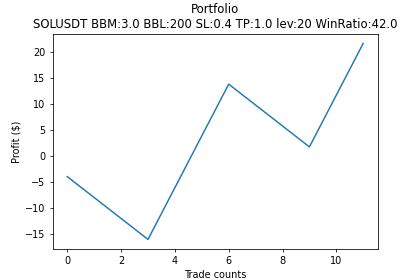 Portfolio
SOLUSDT BBM:3.0 BBL:200 SL:0.4 TP:1.0 lev:20 WinRatio:42.0
20
15
10
5
0
−5
−10
−15
Profit ($)
0 2 4 6 8 10
Trade counts